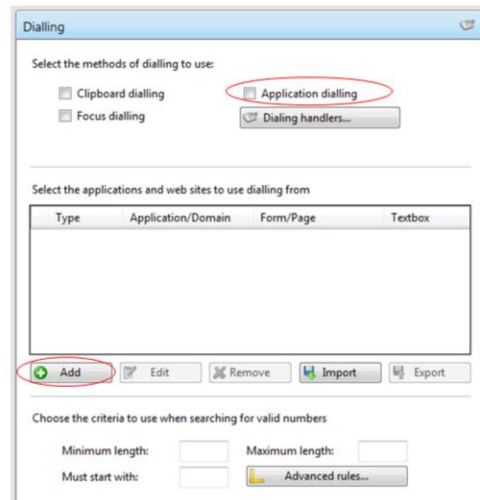 Dialling
Select the methods of dialling to use:
Clipboard dialling Application dialling
Focus dialling Dialing handlers...
Select the applications and web sites to use dialling from
Type Application/Domain Form/Page Textbox
Add Edit Remove Import Export
Choose the criteria to use when searching for valid numbers
Minimum length: Maximum length:
Must start with: Advanced rules...